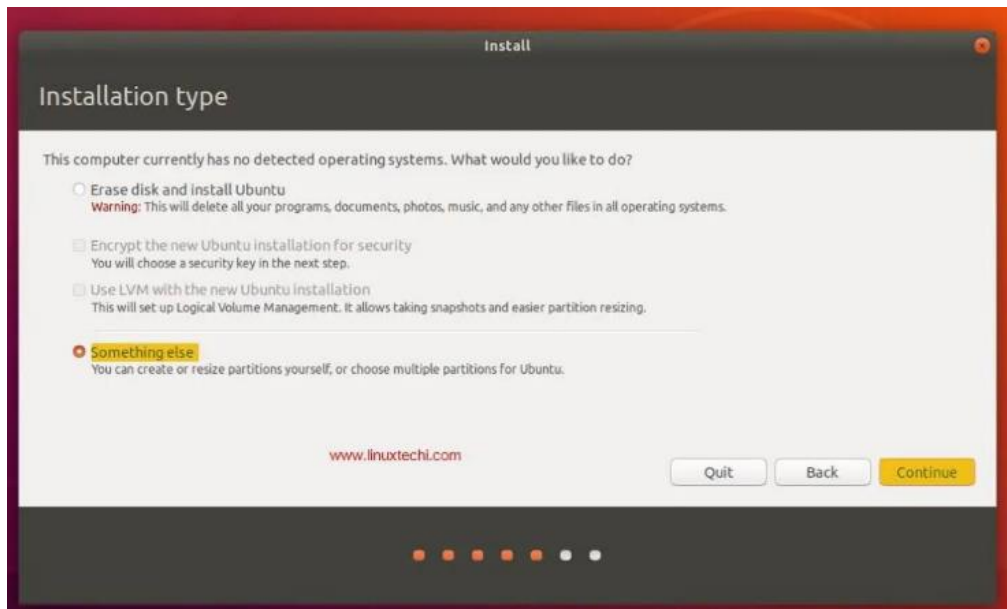 Install
Installation type
This computer currently has no detected operating systems. What would you like to do?
Erase disk and install Ubuntu
Warning: This will delete all your programs, documents, photos, music, and any other files in all operating systems.
Encrypt the new Ubuntu installation for security
You will choose a security key in the next step.
Use LVM with the new Ubuntu installation
This will set up Logical Volume Management. It allows taking snapshots and easier partition resizing.
Something else
You can create or resize partitions yourself, or choose multiple partitions for Ubuntu.
www.linuxtechi.com
Quit Back Continue